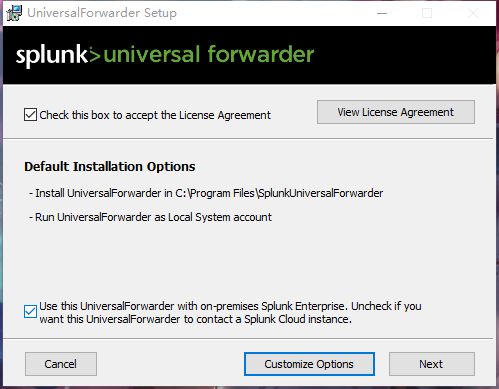 UniversalForwarder Setup
splunk>universal forwarder
Check this box to accept the License Agreement
View License Agreement
Default Installation Options
- Install UniversalForwarder in C:\Program Files\SplunkUniversalForwarder
- Run UniversalForwarder as Local System account
Use this UniversalForwarder with on-premises Splunk Enterprise. Uncheck if you
want this UniversalForwarder to contact a Splunk Cloud instance.
Cancel
Customize Options
Next